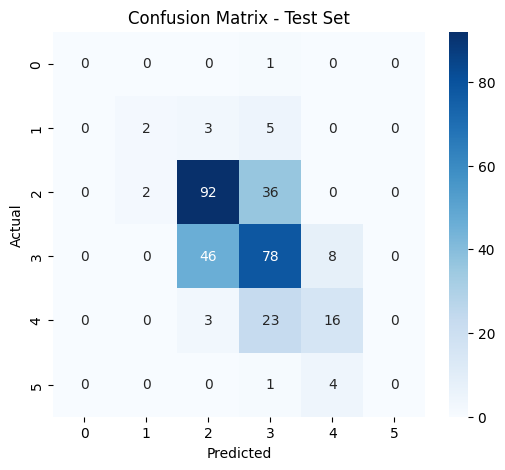 Confusion Matrix - Test Set
Actual
0 0 0 0 1 0 0
1 0 2 3 5 0 0
2 0 2 92 36 0 0
3 0 0 46 78 8 0
4 0 0 3 23 16 0
5 0 0 0 1 4 0
0 1 2 3 4 5
Predicted
80
60
40
20
0